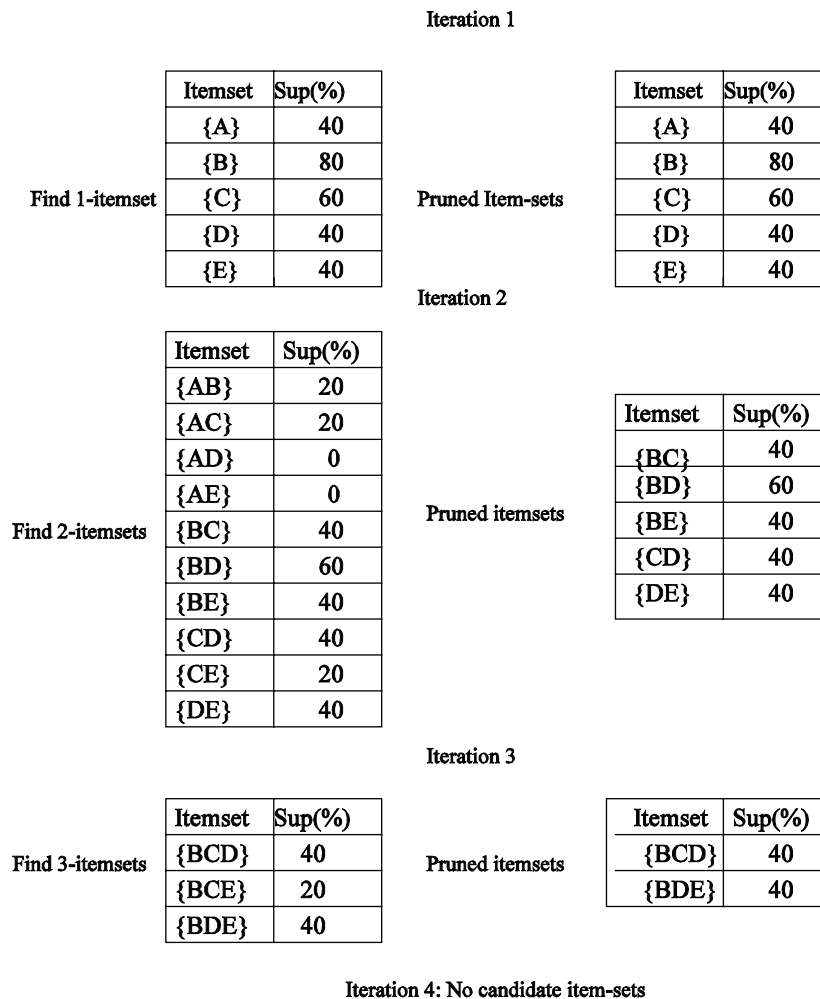 Iteration 1
Itemset Sup(%)
{A} 40
{B} 80
{C} 60
{D} 40
{E} 40
Find 1-itemset
Pruned Item-sets
Itemset Sup(%)
{A} 40
{B} 80
{C} 60
{D} 40
{E} 40
Iteration 2
Find 2-itemsets
Itemset Sup(%)
{AB} 20
{AC} 20
{AD} 0
{AE} 0
{BC} 40
{BD} 60
{BE} 40
{CD} 40
{CE} 20
{DE} 40
Pruned itemsets
Itemset Sup(%)
{BC} 40
{BD} 60
{BE} 40
{CD} 40
{DE} 40
Iteration 3
Find 3-itemsets
Itemset Sup(%)
{BCD} 40
{BCE} 20
{BDE} 40
Pruned itemsets
Itemset Sup(%)
{BCD} 40
{BDE} 40
Iteration 4: No candidate item-sets